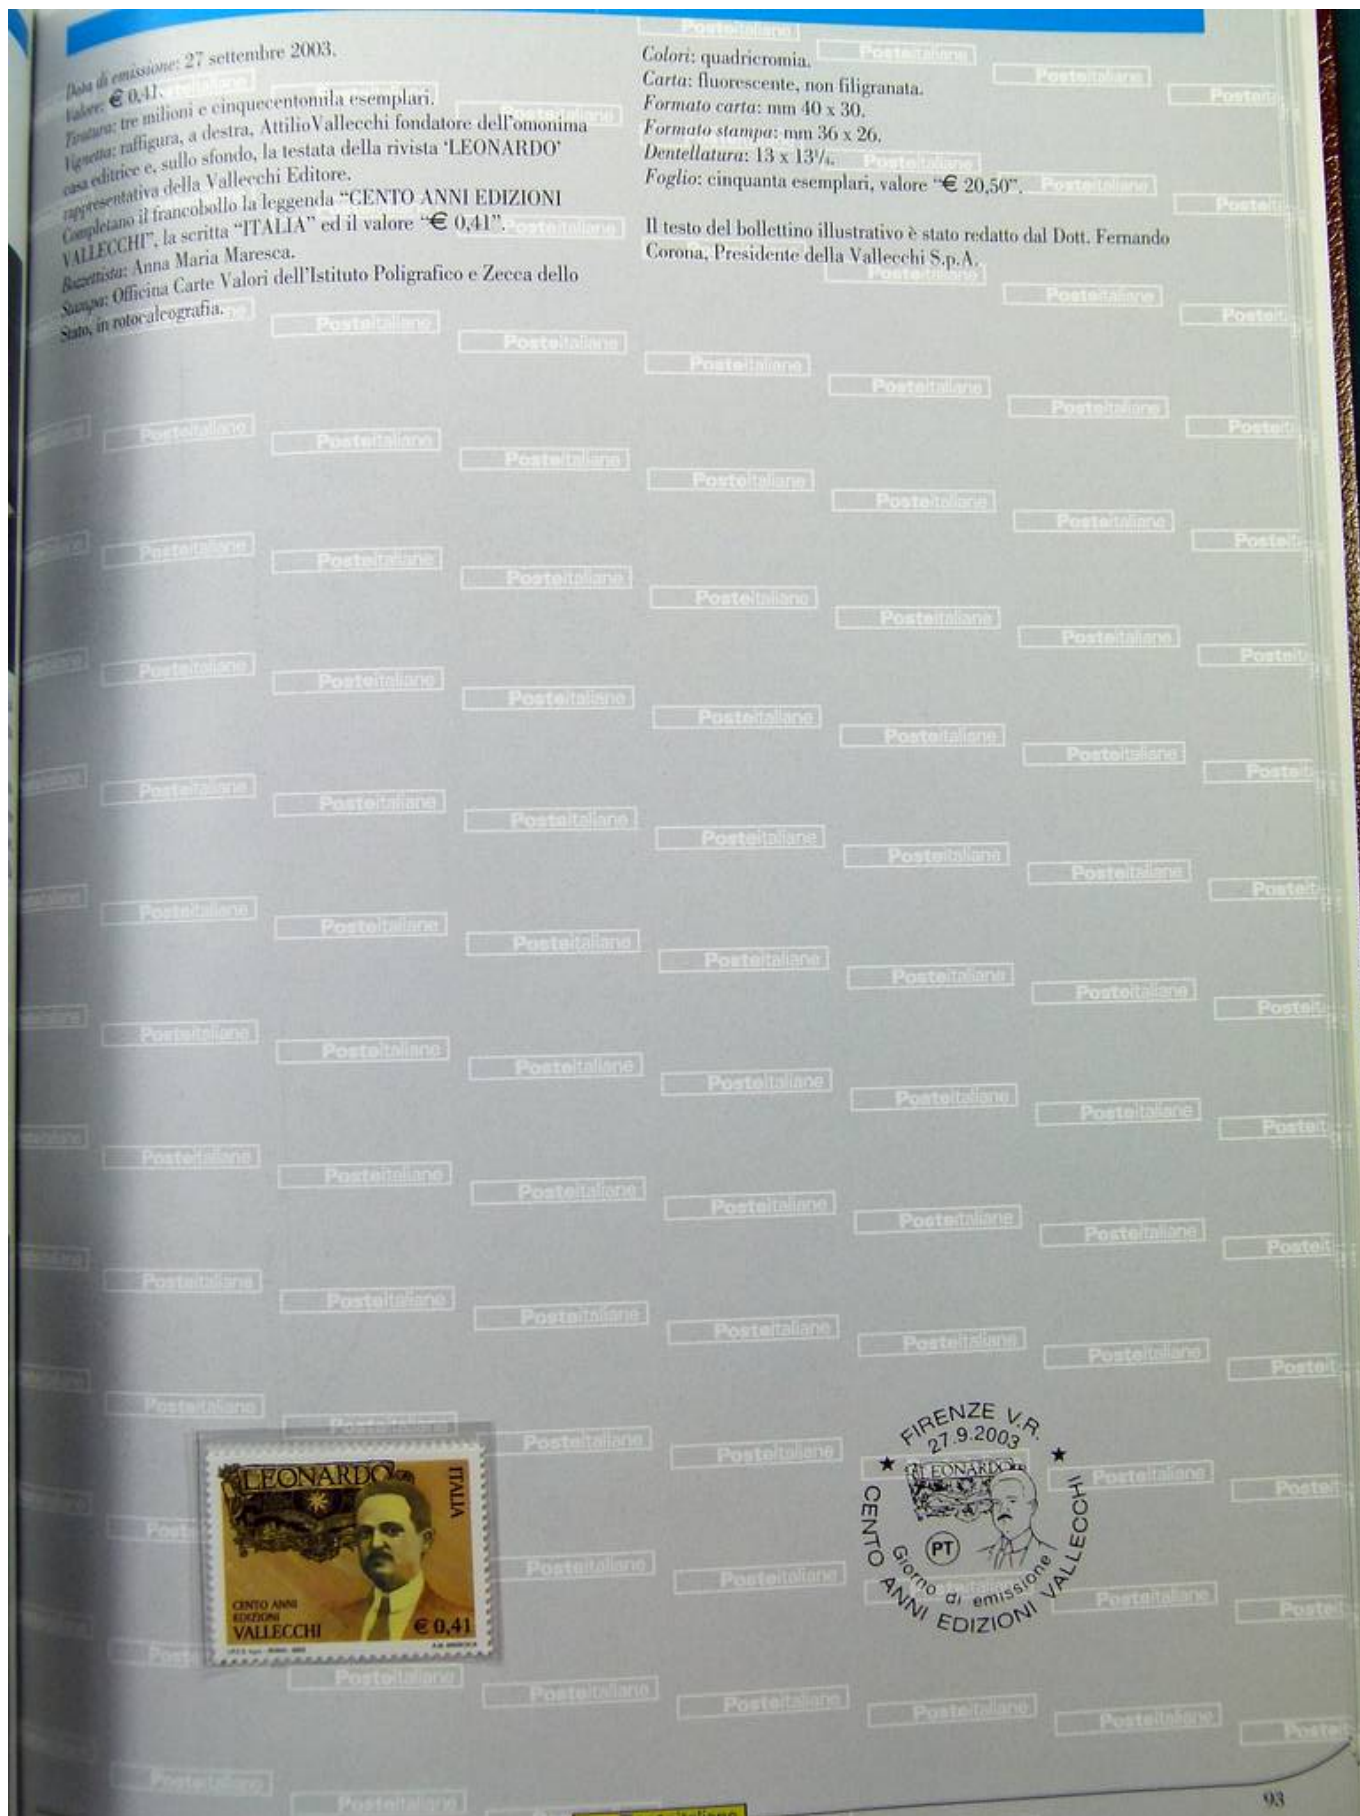 Data di emissione: 27 settembre 2003.
Valore: € 0,41.
Tiratura: tre milioni e cinquecentomila esemplari.
Vignetta: raffigura, a destra, Attilio Vallecchi fondatore dell'omonima
casa editrice e, sullo sfondo, la testata della rivista 'LEONARDO'
rappresentativa della Vallecchi Editore.
Completano il francobollo la leggenda “CENTO ANNI EDIZIONI
VALLECCHI”, la scritta “ITALIA” ed il valore “€ 0,41”.
Bozzettista: Anna Maria Maresca.
Stampa: Officina Carte Valori dell'Istituto Poligrafico e Zecca dello
Stato, in rotocalcografia.
Colori: quadricromia.
Carta: fluorescente, non filigranata.
Formato carta: mm 40 x 30.
Formato stampa: mm 36 x 26.
Dentellatura: 13 x 13¼.
Foglio: cinquanta esemplari, valore “€ 20,50”.
Il testo del bollettino illustrativo è stato redatto dal Dott. Fernando
Corona, Presidente della Vallecchi S.p.A.
Posteitaliane
LEONARDO
ITALIA
CENTO ANNI
EDIZIONI
VALLECCHI
€ 0,41
FIRENZE V.R.
27.9.2003
LEONARDO
PT
Giorno di emissione
CENTO ANNI EDIZIONI VALLECCHI
93